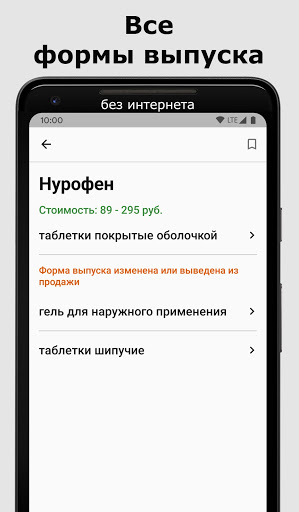 Все
формы выпуска
без интернета
10:00 LTE
Нурофен
Стоимость: 89 - 295 руб.
таблетки покрытые оболочкой
Форма выпуска изменена или выведена из
продажи
гель для наружного применения
таблетки шипучие